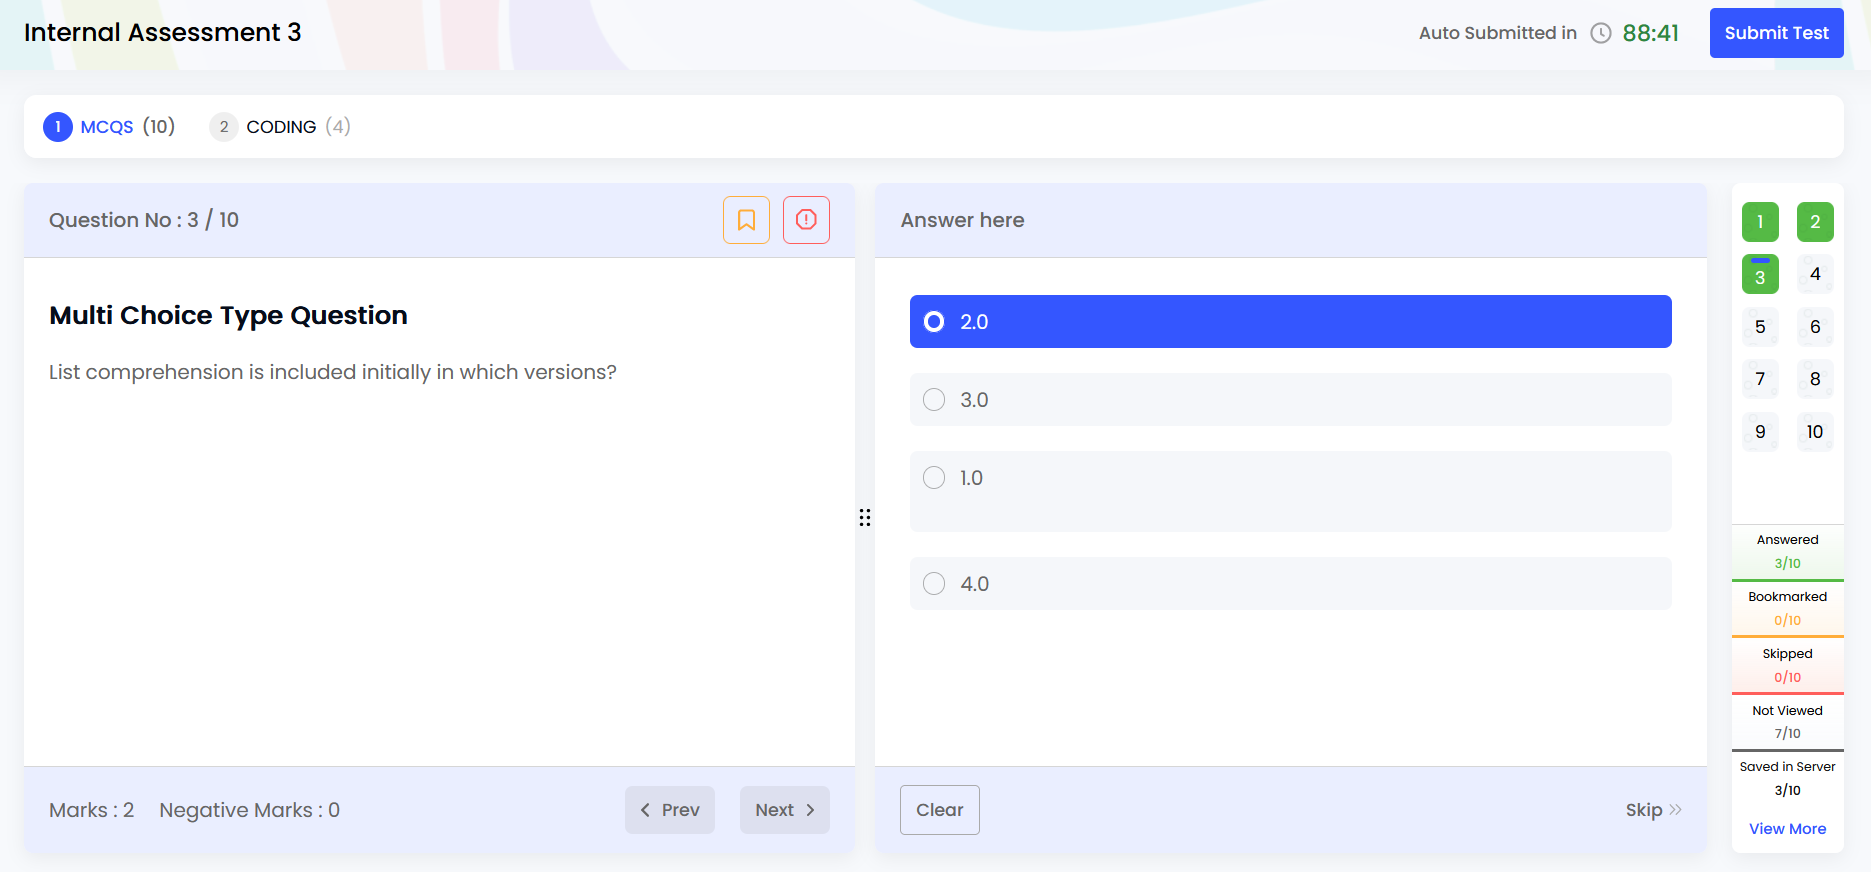 Internal Assessment 3
Auto Submitted in 88:41
Submit Test
1 MCQS (10)
2 CODING (4)
Question No : 3 / 10
Multi Choice Type Question
List comprehension is included initially in which versions?
Marks : 2
Negative Marks : 0
Prev
Next
Answer here
2.0
3.0
1.0
4.0
Clear
Skip
1 2
3 4
5 6
7 8
9 10
Answered
3/10
Bookmarked
0/10
Skipped
0/10
Not Viewed
7/10
Saved in Server
3/10
View More